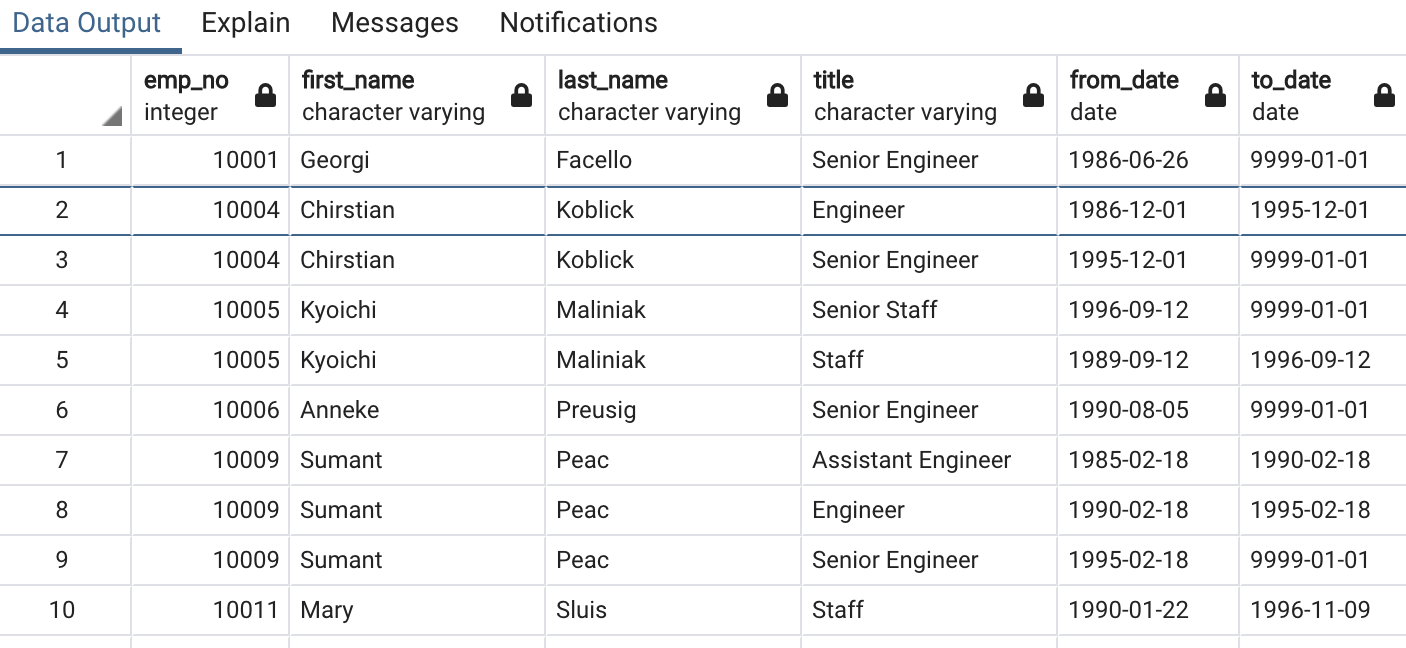 Data Output Explain Messages Notifications
emp_no first_name last_name title from_date to_date
integer character varying character varying character varying date date
1 10001 Georgi Facello Senior Engineer 1986-06-26 9999-01-01
2 10004 Chirstian Koblick Engineer 1986-12-01 1995-12-01
3 10004 Chirstian Koblick Senior Engineer 1995-12-01 9999-01-01
4 10005 Kyoichi Maliniak Senior Staff 1996-09-12 9999-01-01
5 10005 Kyoichi Maliniak Staff 1989-09-12 1996-09-12
6 10006 Anneke Preusig Senior Engineer 1990-08-05 9999-01-01
7 10009 Sumant Peac Assistant Engineer 1985-02-18 1990-02-18
8 10009 Sumant Peac Engineer 1990-02-18 1995-02-18
9 10009 Sumant Peac Senior Engineer 1995-02-18 9999-01-01
10 10011 Mary Sluis Staff 1990-01-22 1996-11-09